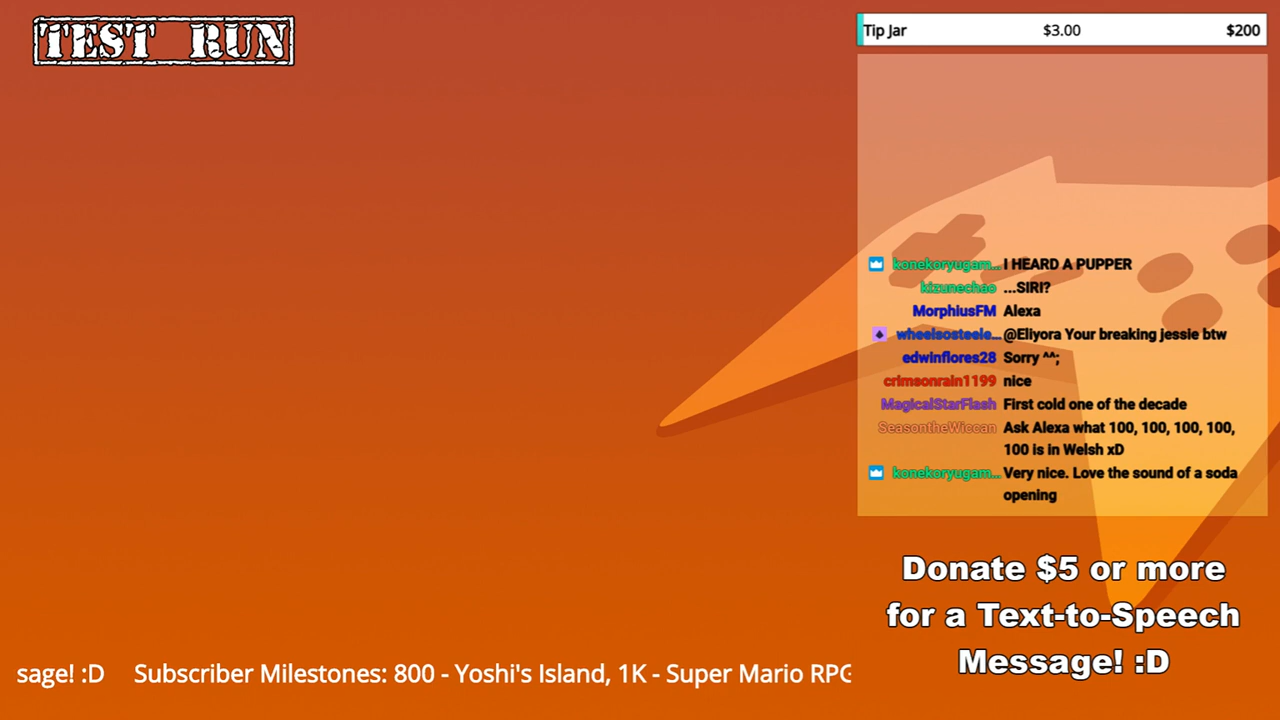 TEST RUN
Tip Jar $3.00 $200
konekoryugam... I HEARD A PUPPER
kizunechao ...SIRI?
MorphiusFM Alexa
wheelsosteele... @Eliyora Your breaking jessie btw
edwinflores28 Sorry ^^;
crimsonrain1199 nice
MagicalStarFlash First cold one of the decade
SeasontheWiccan Ask Alexa what 100, 100, 100, 100,
100 is in Welsh xD
konekoryugam... Very nice. Love the sound of a soda
opening
Donate $5 or more
for a Text-to-Speech
Message! :D
sage! :D Subscriber Milestones: 800 - Yoshi's Island, 1K - Super Mario RPG